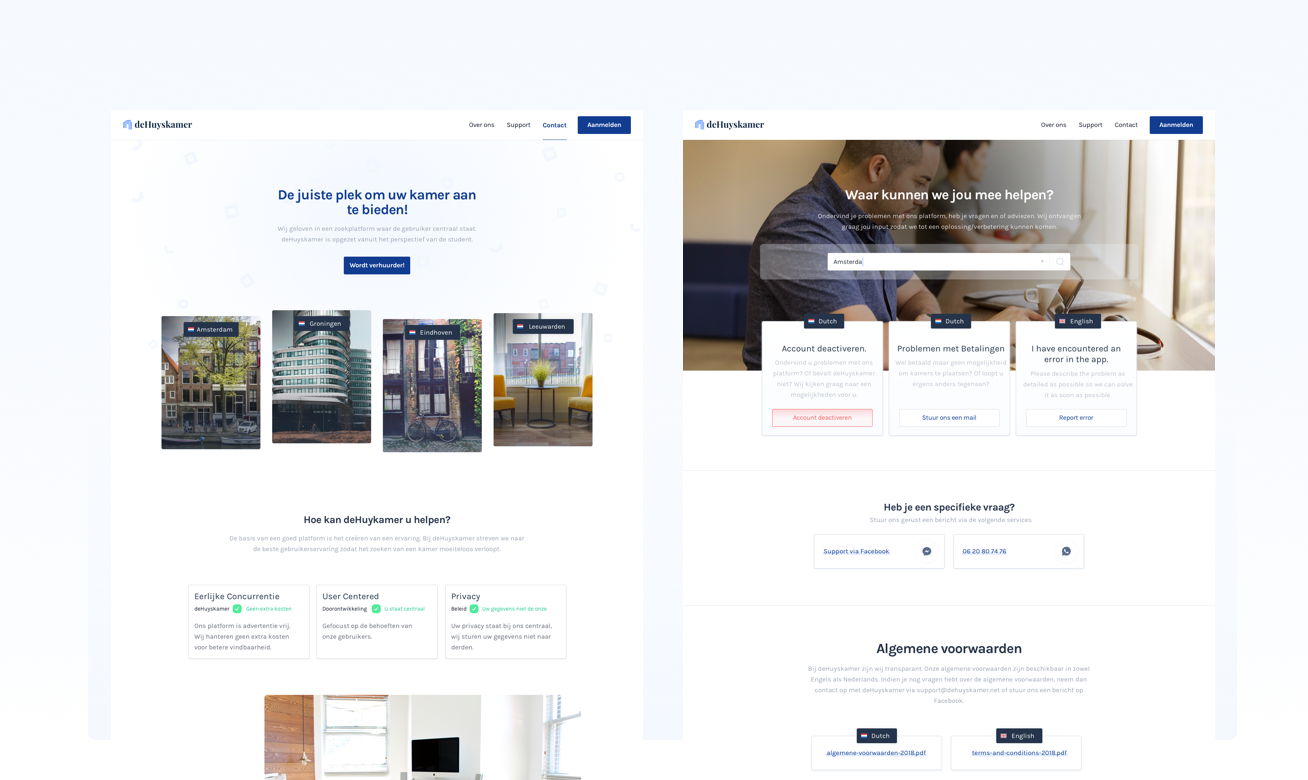 deHuyskamer
Over ons
Support
Contact
Aanmelden
De juiste plek om uw kamer aan
te bieden!
Wij geloven in een zoekplatform waar de gebruiker centraal staat.
deHuyskamer is opgezet vanuit het perspectief van de student.
Wordt verhuurder!
Amsterdam
Groningen
Eindhoven
Leeuwarden
Hoe kan deHuykamer u helpen?
De basis van een goed platform is het creëren van een ervaring. Bij deHuyskamer streven we naar
de beste gebruikerservaring zodat het zoeken van een kamer moeiteloos verloopt.
Eerlijke Concurrentie
deHuyskamer Geen extra kosten
Ons platform is advertentie vrij.
Wij hanteren geen extra kosten
voor betere vindbaarheid.
User Centered
Doorontwikkeling U staat centraal
Gefocust op de behoeften van
onze gebruikers.
Privacy
Beleid Uw gegevens niet de onze
Uw privacy staat bij ons centraal,
wij sturen uw gegevens niet naar
derden.
deHuyskamer
Over ons
Support
Contact
Aanmelden
Waar kunnen we jou mee helpen?
Ondervind je problemen met ons platform, heb je vragen en of adviezen. Wij ontvangen
graag jou input zodat we tot een oplossing/verbetering kunnen komen.
Amsterda
Dutch
Account deactiveren.
Ondervind u problemen met ons
platform? Of bevalt deHuyskamer
niet? Wij kijken graag naar een
mogelijkheden voor u.
Account deactiveren
Dutch
Problemen met Betalingen
Wel betaald maar geen mogelijkheid
om kamers te plaatsen? Of loopt u
ergens anders tegenaan?
Stuur ons een mail
English
I have encountered an
error in the app.
Please describe the problem as
detailed as possible so we can solve
it as soon as possible.
Report error
Heb je een specifieke vraag?
Stuur ons gerust een bericht via de volgende services
Support via Facebook
06 20 80 74 76
Algemene voorwaarden
Bij deHuyskamer zijn wij transparant. Onze algemene voorwaarden zijn beschikbaar in zowel
Engels als Nederlands. Indien je nog vragen hebt over de algemene voorwaarden, neem dan
contact op met deHuyskamer via support@dehuyskamer.net of stuur ons een bericht op
Facebook.
Dutch
algemene-voorwaarden-2018.pdf
English
terms-and-conditions-2018.pdf